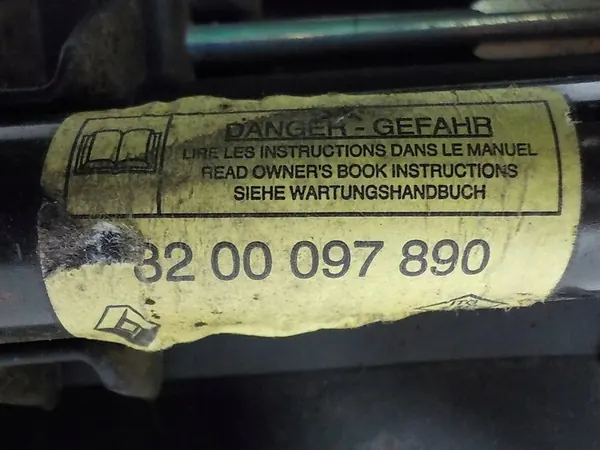 DANGER - GEFAHR
LIRE LES INSTRUCTIONS DANS LE MANUEL
READ OWNER'S BOOK INSTRUCTIONS
SIEHE WARTUNGSHANDBUCH
82 00 097 890